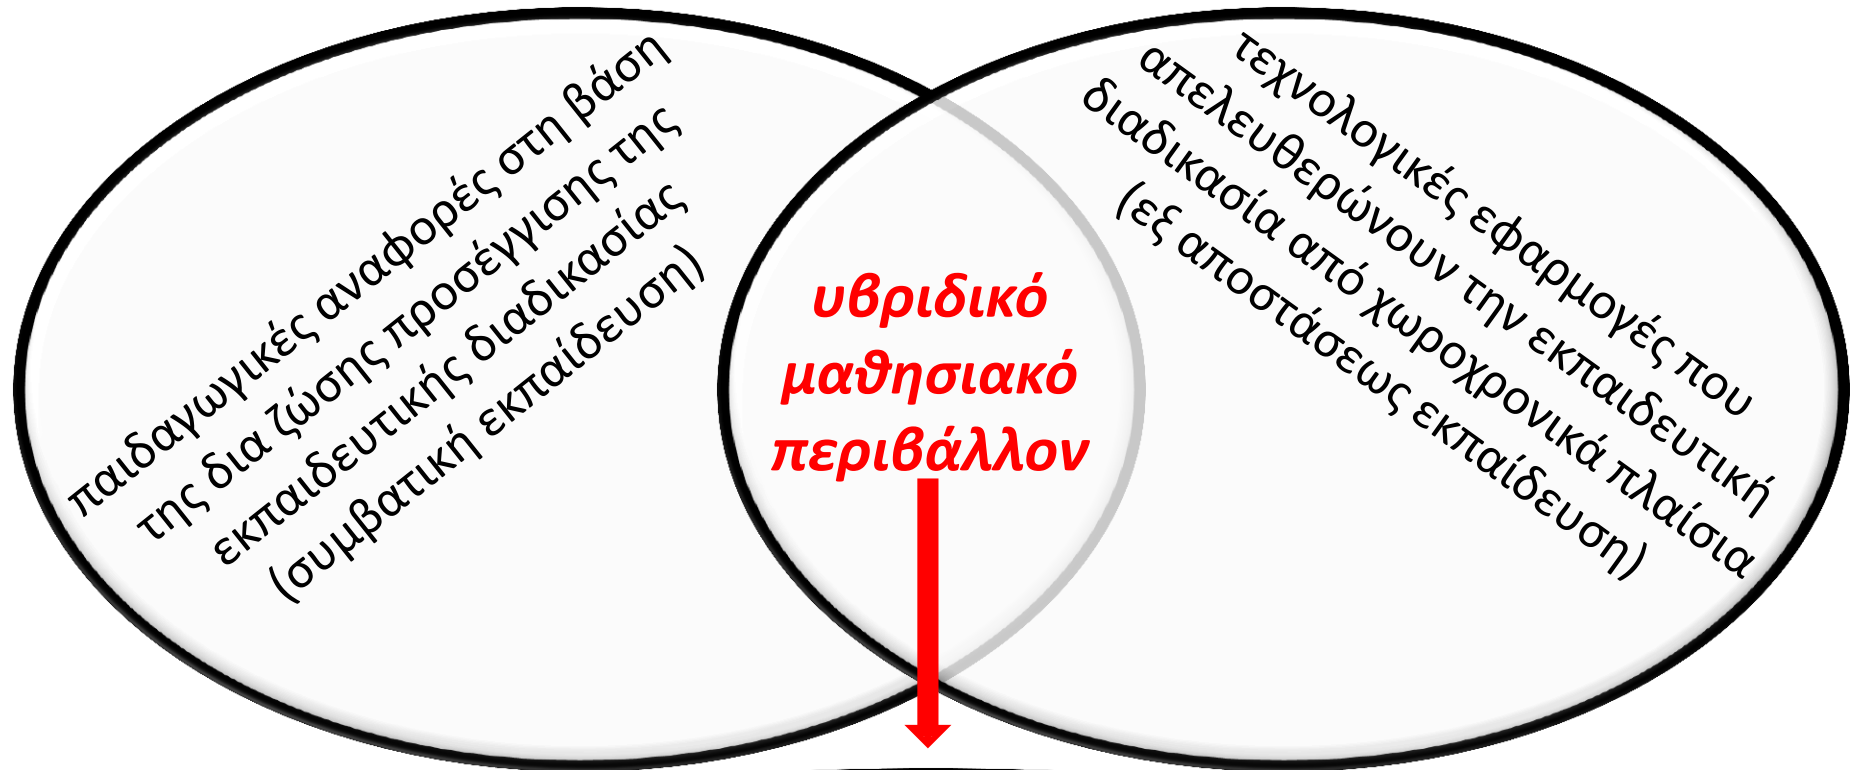 παιδαγωγικές αναφορές στη βάση
της δια ζώσης προσέγγισης της
εκπαιδευτικής διαδικασίας
(συμβατική εκπαίδευση)
υβριδικό
μαθησιακό
περιβάλλον
τεχνολογικές εφαρμογές που
απελευθερώνουν την εκπαιδευτική
διαδικασία από χωροχρονικά πλαίσια
(εξ αποστάσεως εκπαίδευση)